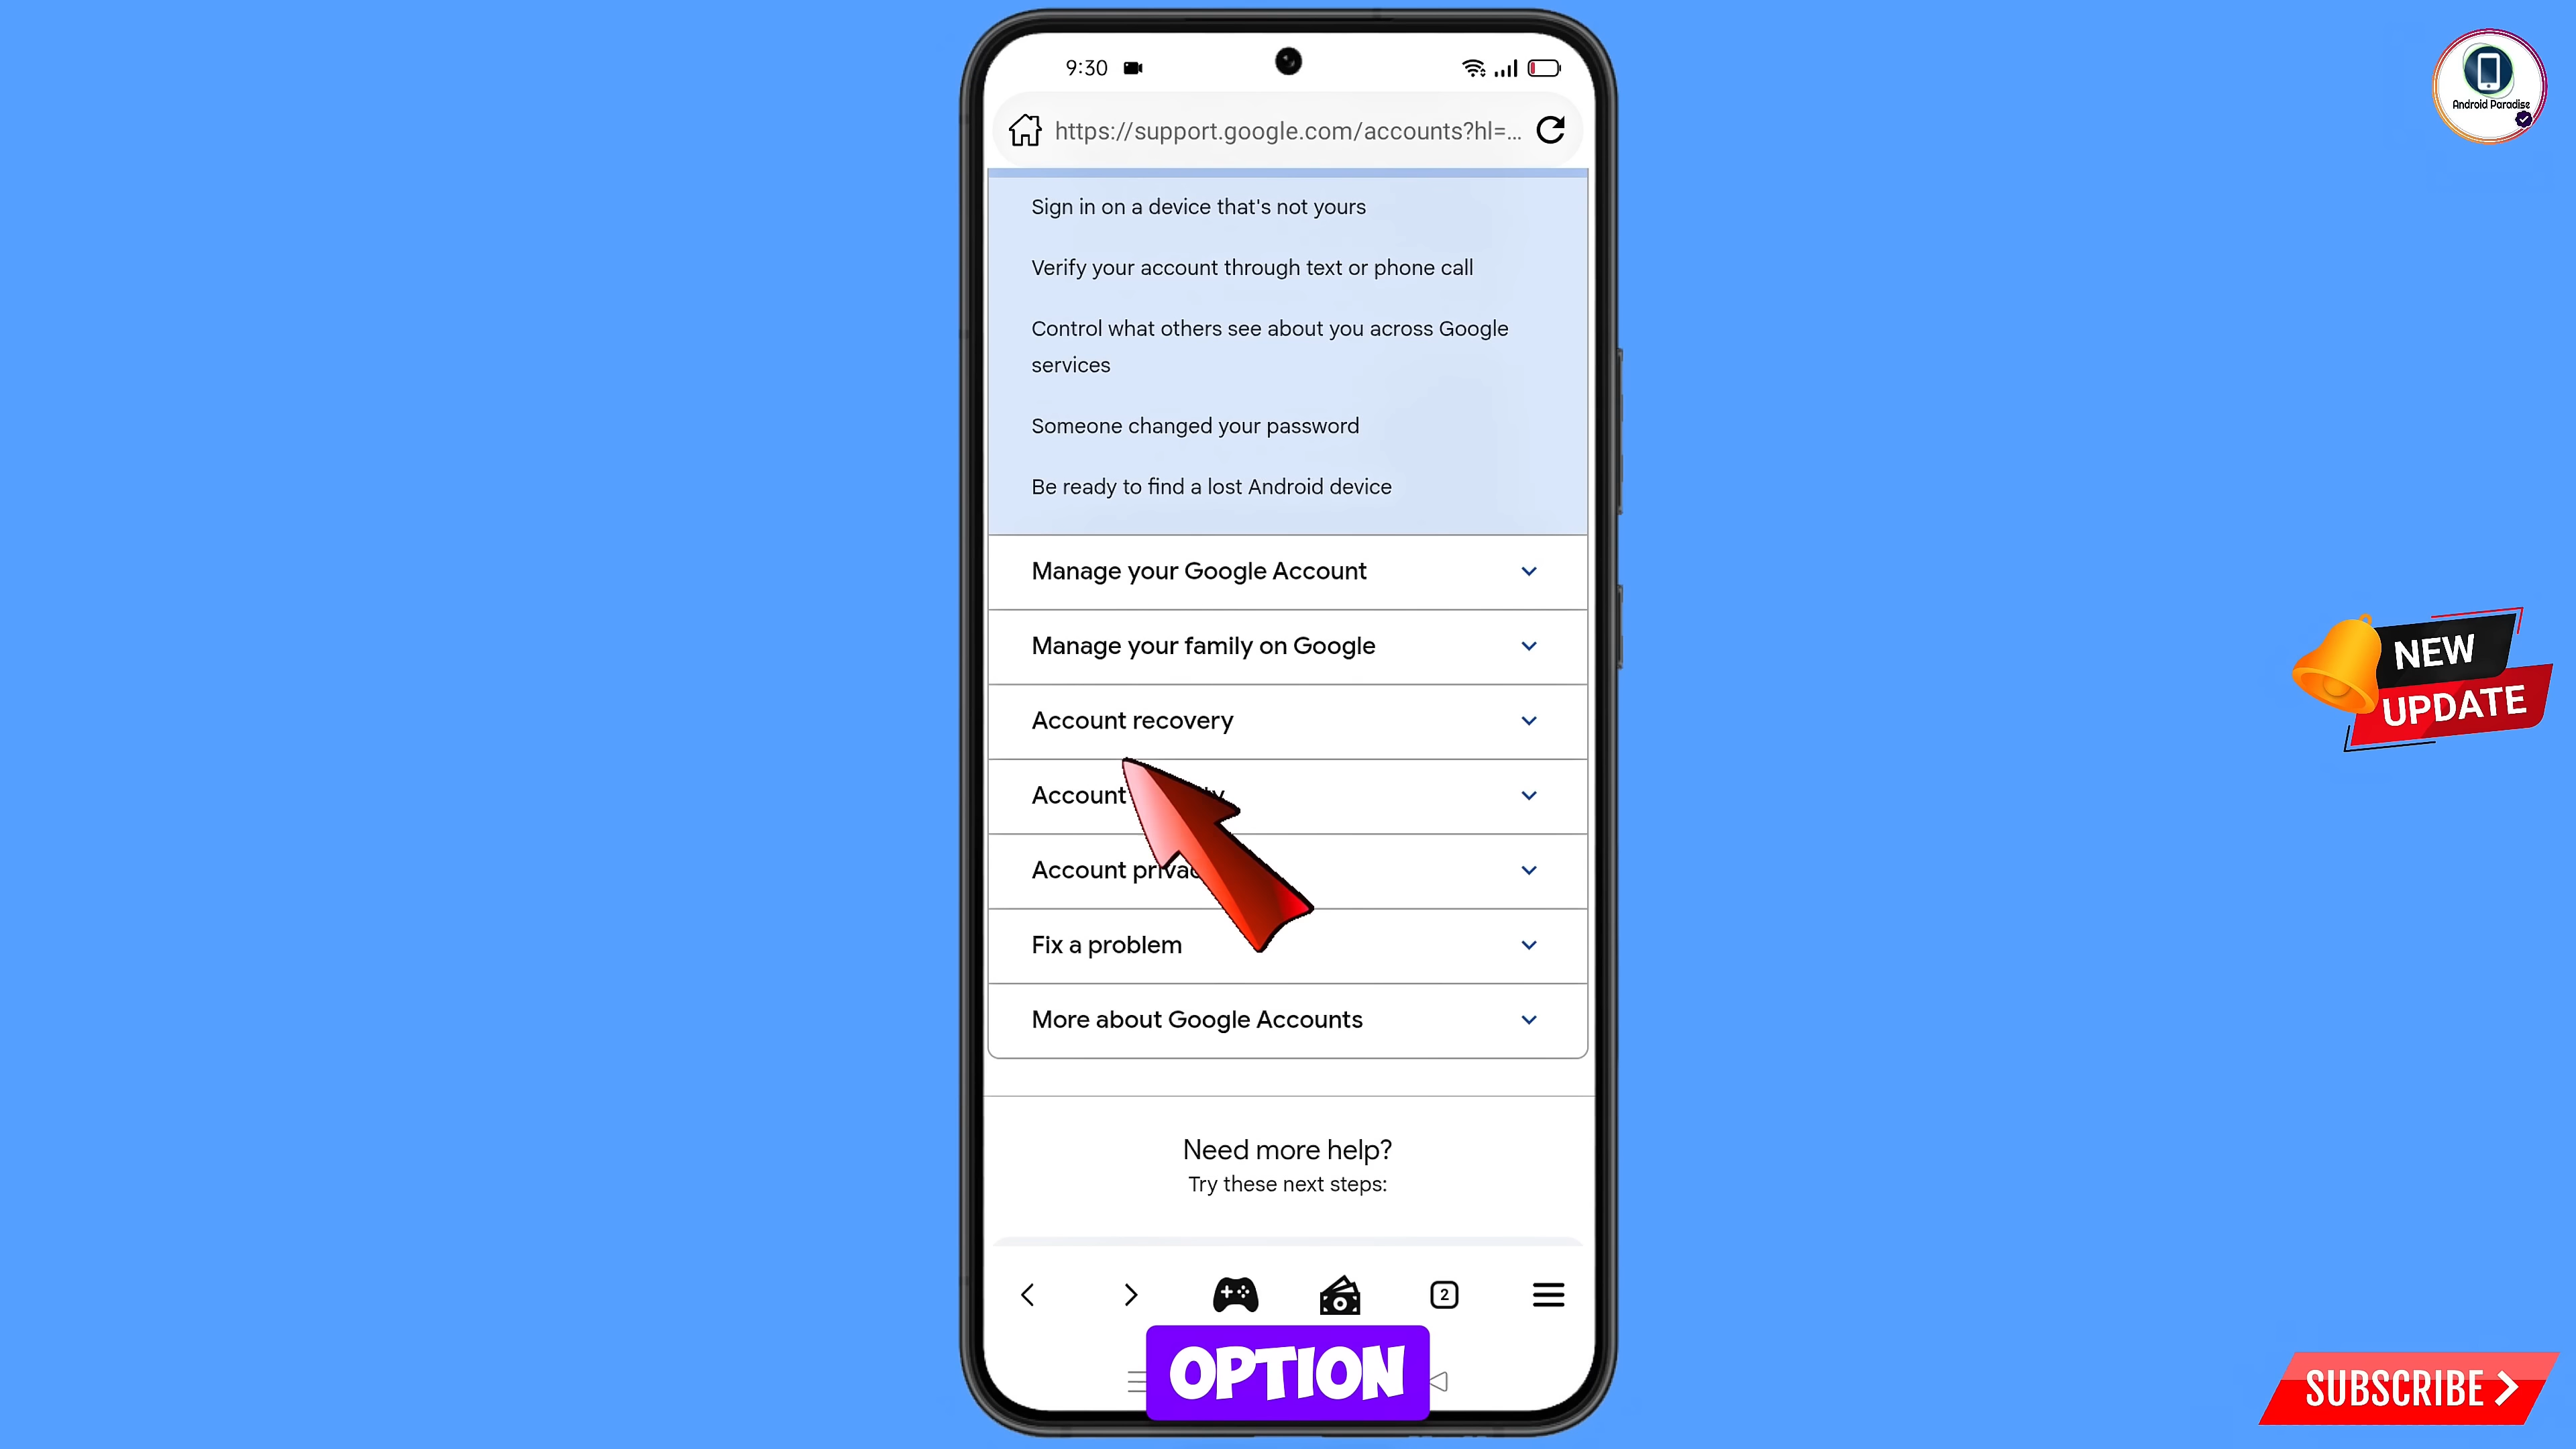 9:30
Android Paradise
https://support.google.com/accounts?hl=...
Sign in on a device that's not yours
Verify your account through text or phone call
Control what others see about you across Google
services
Someone changed your password
Be ready to find a lost Android device
Manage your Google Account
Manage your family on Google
Account recovery
Account
Account
Fix a problem
More about Google Accounts
Need more help?
Try these next steps:
2
OPTION
NEW
UPDATE
SUBSCRIBE